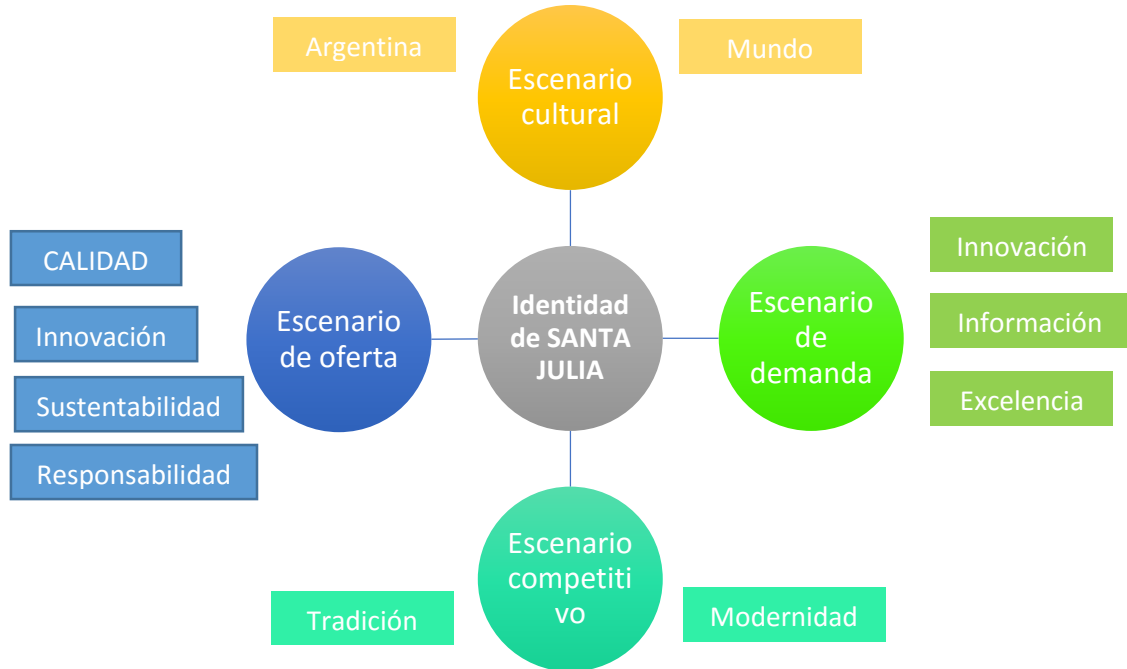 Argentina
Mundo
Escenario
cultural
CALIDAD
Innovación
Sustentabilidad
Responsabilidad
Escenario
de oferta
Identidad
de SANTA
JULIA
Escenario
de
demanda
Innovación
Información
Excelencia
Escenario
competiti
vo
Tradición
Modernidad